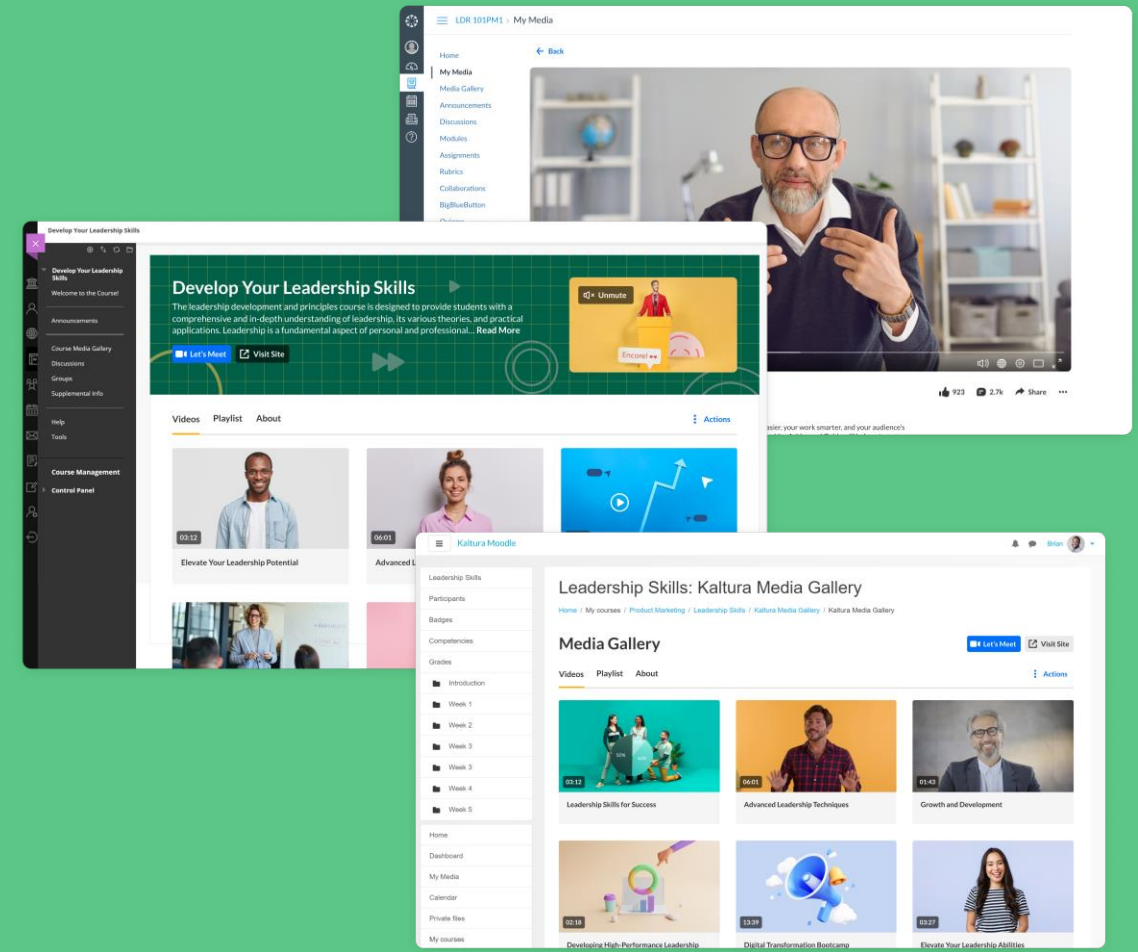 LDR 101PM1 > My Media
Back
Home
My Media
Media Gallery
Announcements
Discussions
Modules
Assignments
Rubrics
Collaborations
BigBlueButton
923
2.7k
Share
asier, your work smarter, and your audience's
Develop Your Leadership Skills
Develop Your Leadership
Skills
Welcome to the Course!
Announcements
Course Media Gallery
Discussions
Groups
Supplemental Info
Help
Tools
Course Management
Control Panel
Develop Your Leadership Skills
The leadership development and principles course is designed to provide students with a
comprehensive and in-depth understanding of leadership, its various theories, and practical
applications. Leadership is a fundamental aspect of personal and professional... Read More
Let's Meet
Visit Site
Unmute
Encore!
Videos Playlist About
Actions
03:12
06:01
Elevate Your Leadership Potential
Advanced L
Kaltura Moodle
Brian
Leadership Skills
Participants
Badges
Competencies
Grades
Introduction
Week 1
Week 2
Week 3
Week 3
Week 4
Week 5
Home
Dashboard
My Media
Calendar
Private files
My courses
Leadership Skills: Kaltura Media Gallery
Home / My courses / Product Marketing / Leadership Skills / Kaltura Media Gallery / Kaltura Media Gallery
Media Gallery
Let's Meet
Visit Site
Videos Playlist About
Actions
50%
03:12
06:01
01:43
Leadership Skills for Success
Advanced Leadership Techniques
Growth and Development
02:18
13:39
03:27
Developing High-Performance Leadership
Digital Transformation Bootcamp
Elevate Your Leadership Abilities